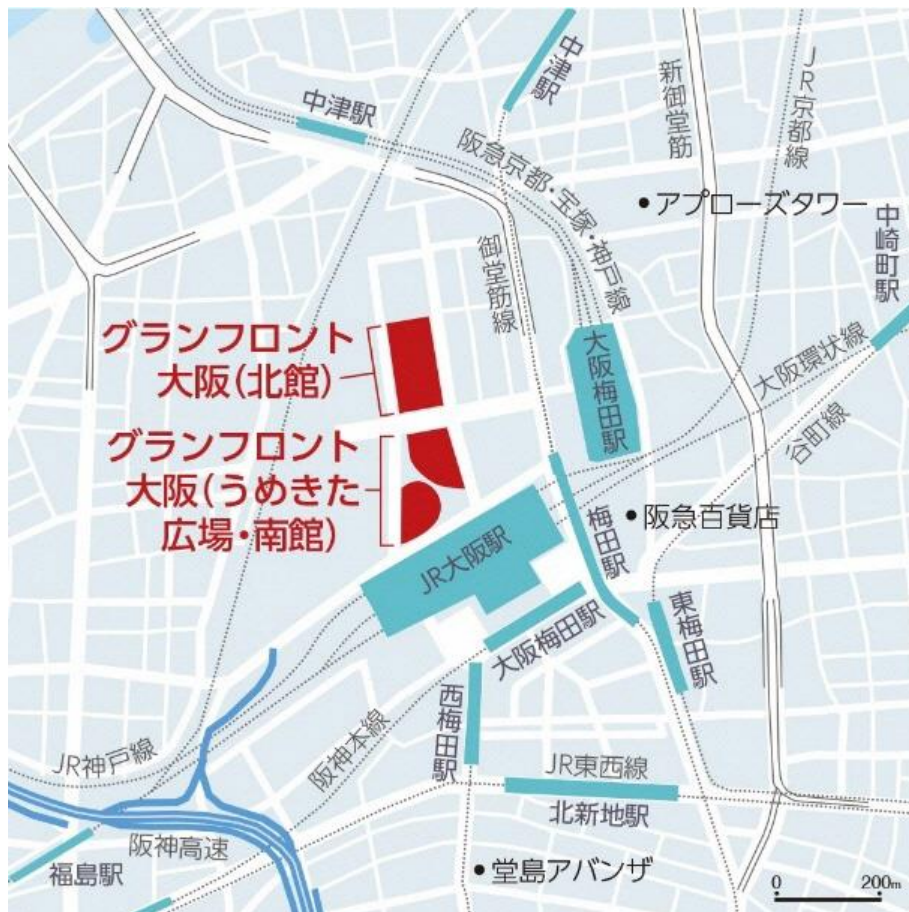 中津駅
中津駅
新御堂筋
JR京都線
阪急京都・宝塚・神戸線
アプローズタワー
中崎町駅
御堂筋線
グランフロント
大阪(北館)
大阪梅田駅
大阪環状線
谷町線
グランフロント
大阪(うめきた
広場・南館)
阪急百貨店
梅田駅
JR大阪駅
大阪梅田駅
東梅田駅
西梅田駅
阪神本線
JR神戸線
JR東西線
北新地駅
阪神高速
福島駅
堂島アバンザ
0 200m